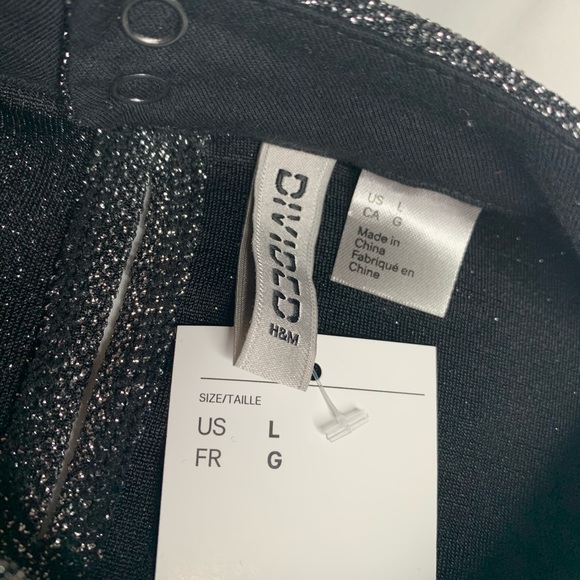 DIVIDED
H&M
US L
CA G
Made in
China
Fabriqué en
Chine
SIZE/TAILLE
US L
FR G